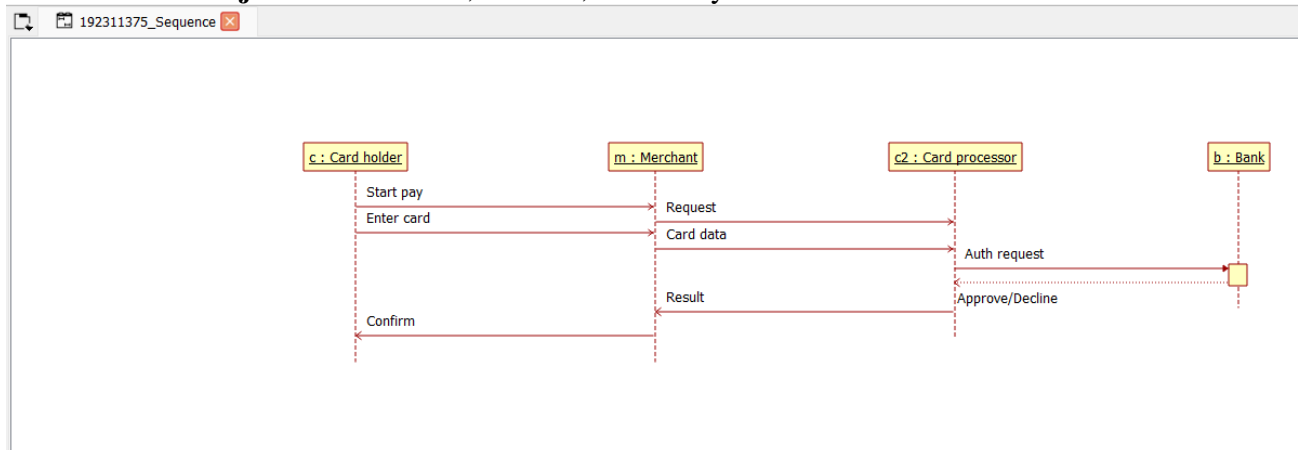 192311375_Sequence
c : Card holder
m : Merchant
c2 : Card processor
b : Bank
Start pay
Request
Enter card
Card data
Auth request
Result
Approve/Decline
Confirm